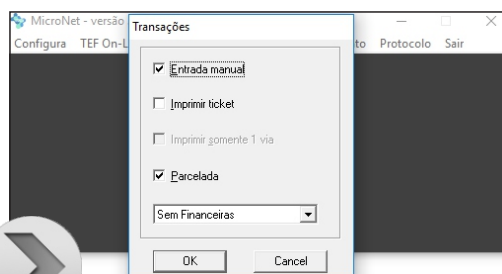 MicroNet - versão
Transações
Configura TEF On-L
to Protocolo Sair
Entrada manual
Imprimir ticket
Imprimir somente 1 via
Parcelada
Sem Financeiras
OK Cancel